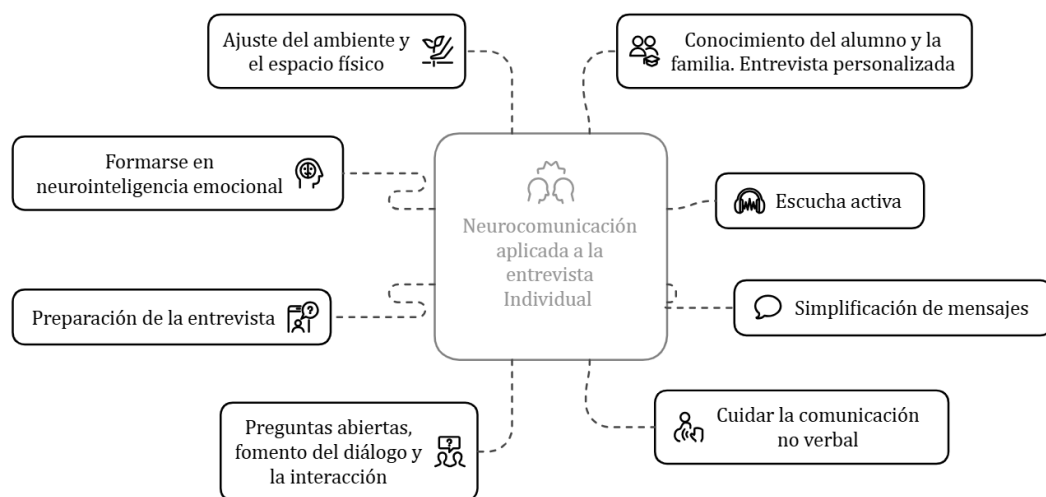 Ajuste del ambiente y
el espacio físico
Conocimiento del alumno y la
familia. Entrevista personalizada
Formarse en
neurointeligencia emocional
Neurocomunicación
aplicada a la
entrevista
Individual
Escucha activa
Preparación de la entrevista
Simplificación de mensajes
Preguntas abiertas,
fomento del diálogo y
la interacción
Cuidar la comunicación
no verbal